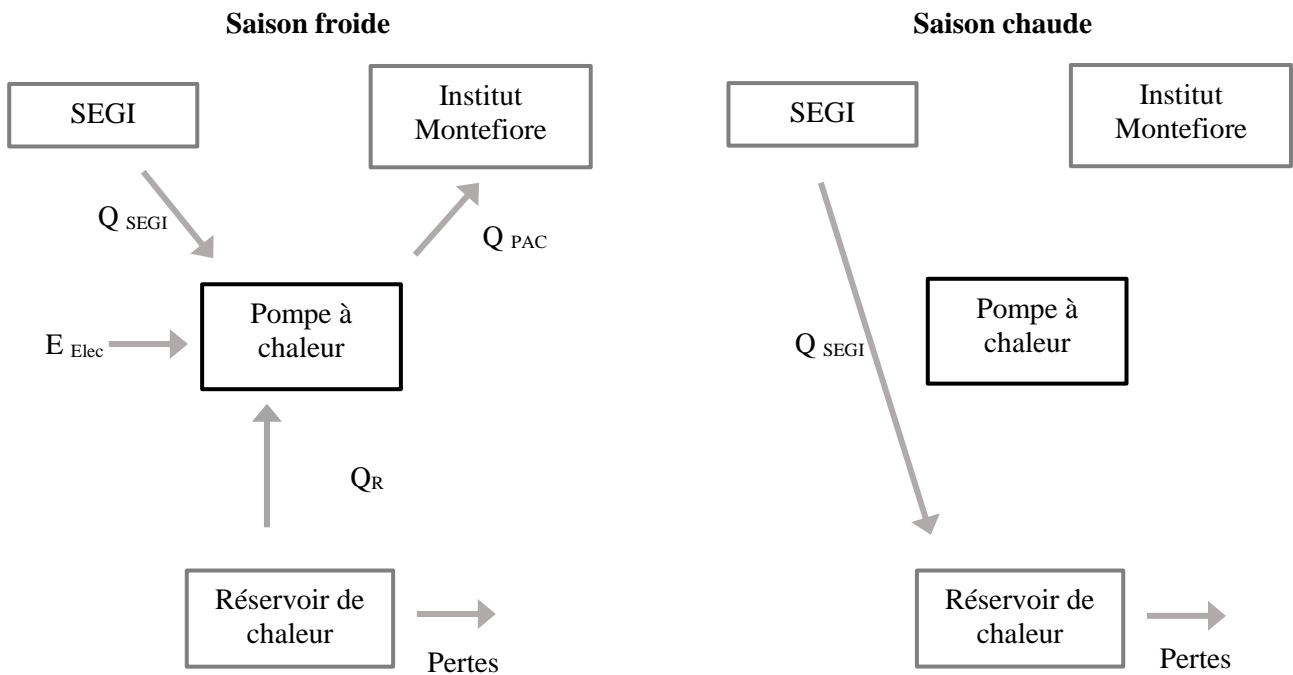 Saison froide
SEGI
Institut
Montefiore
Q SEGI
Q PAC
Pompe à
chaleur
E Elec
QR
Réservoir de
chaleur
Pertes
Saison chaude
SEGI
Institut
Montefiore
Pompe à
chaleur
Q SEGI
Réservoir de
chaleur
Pertes